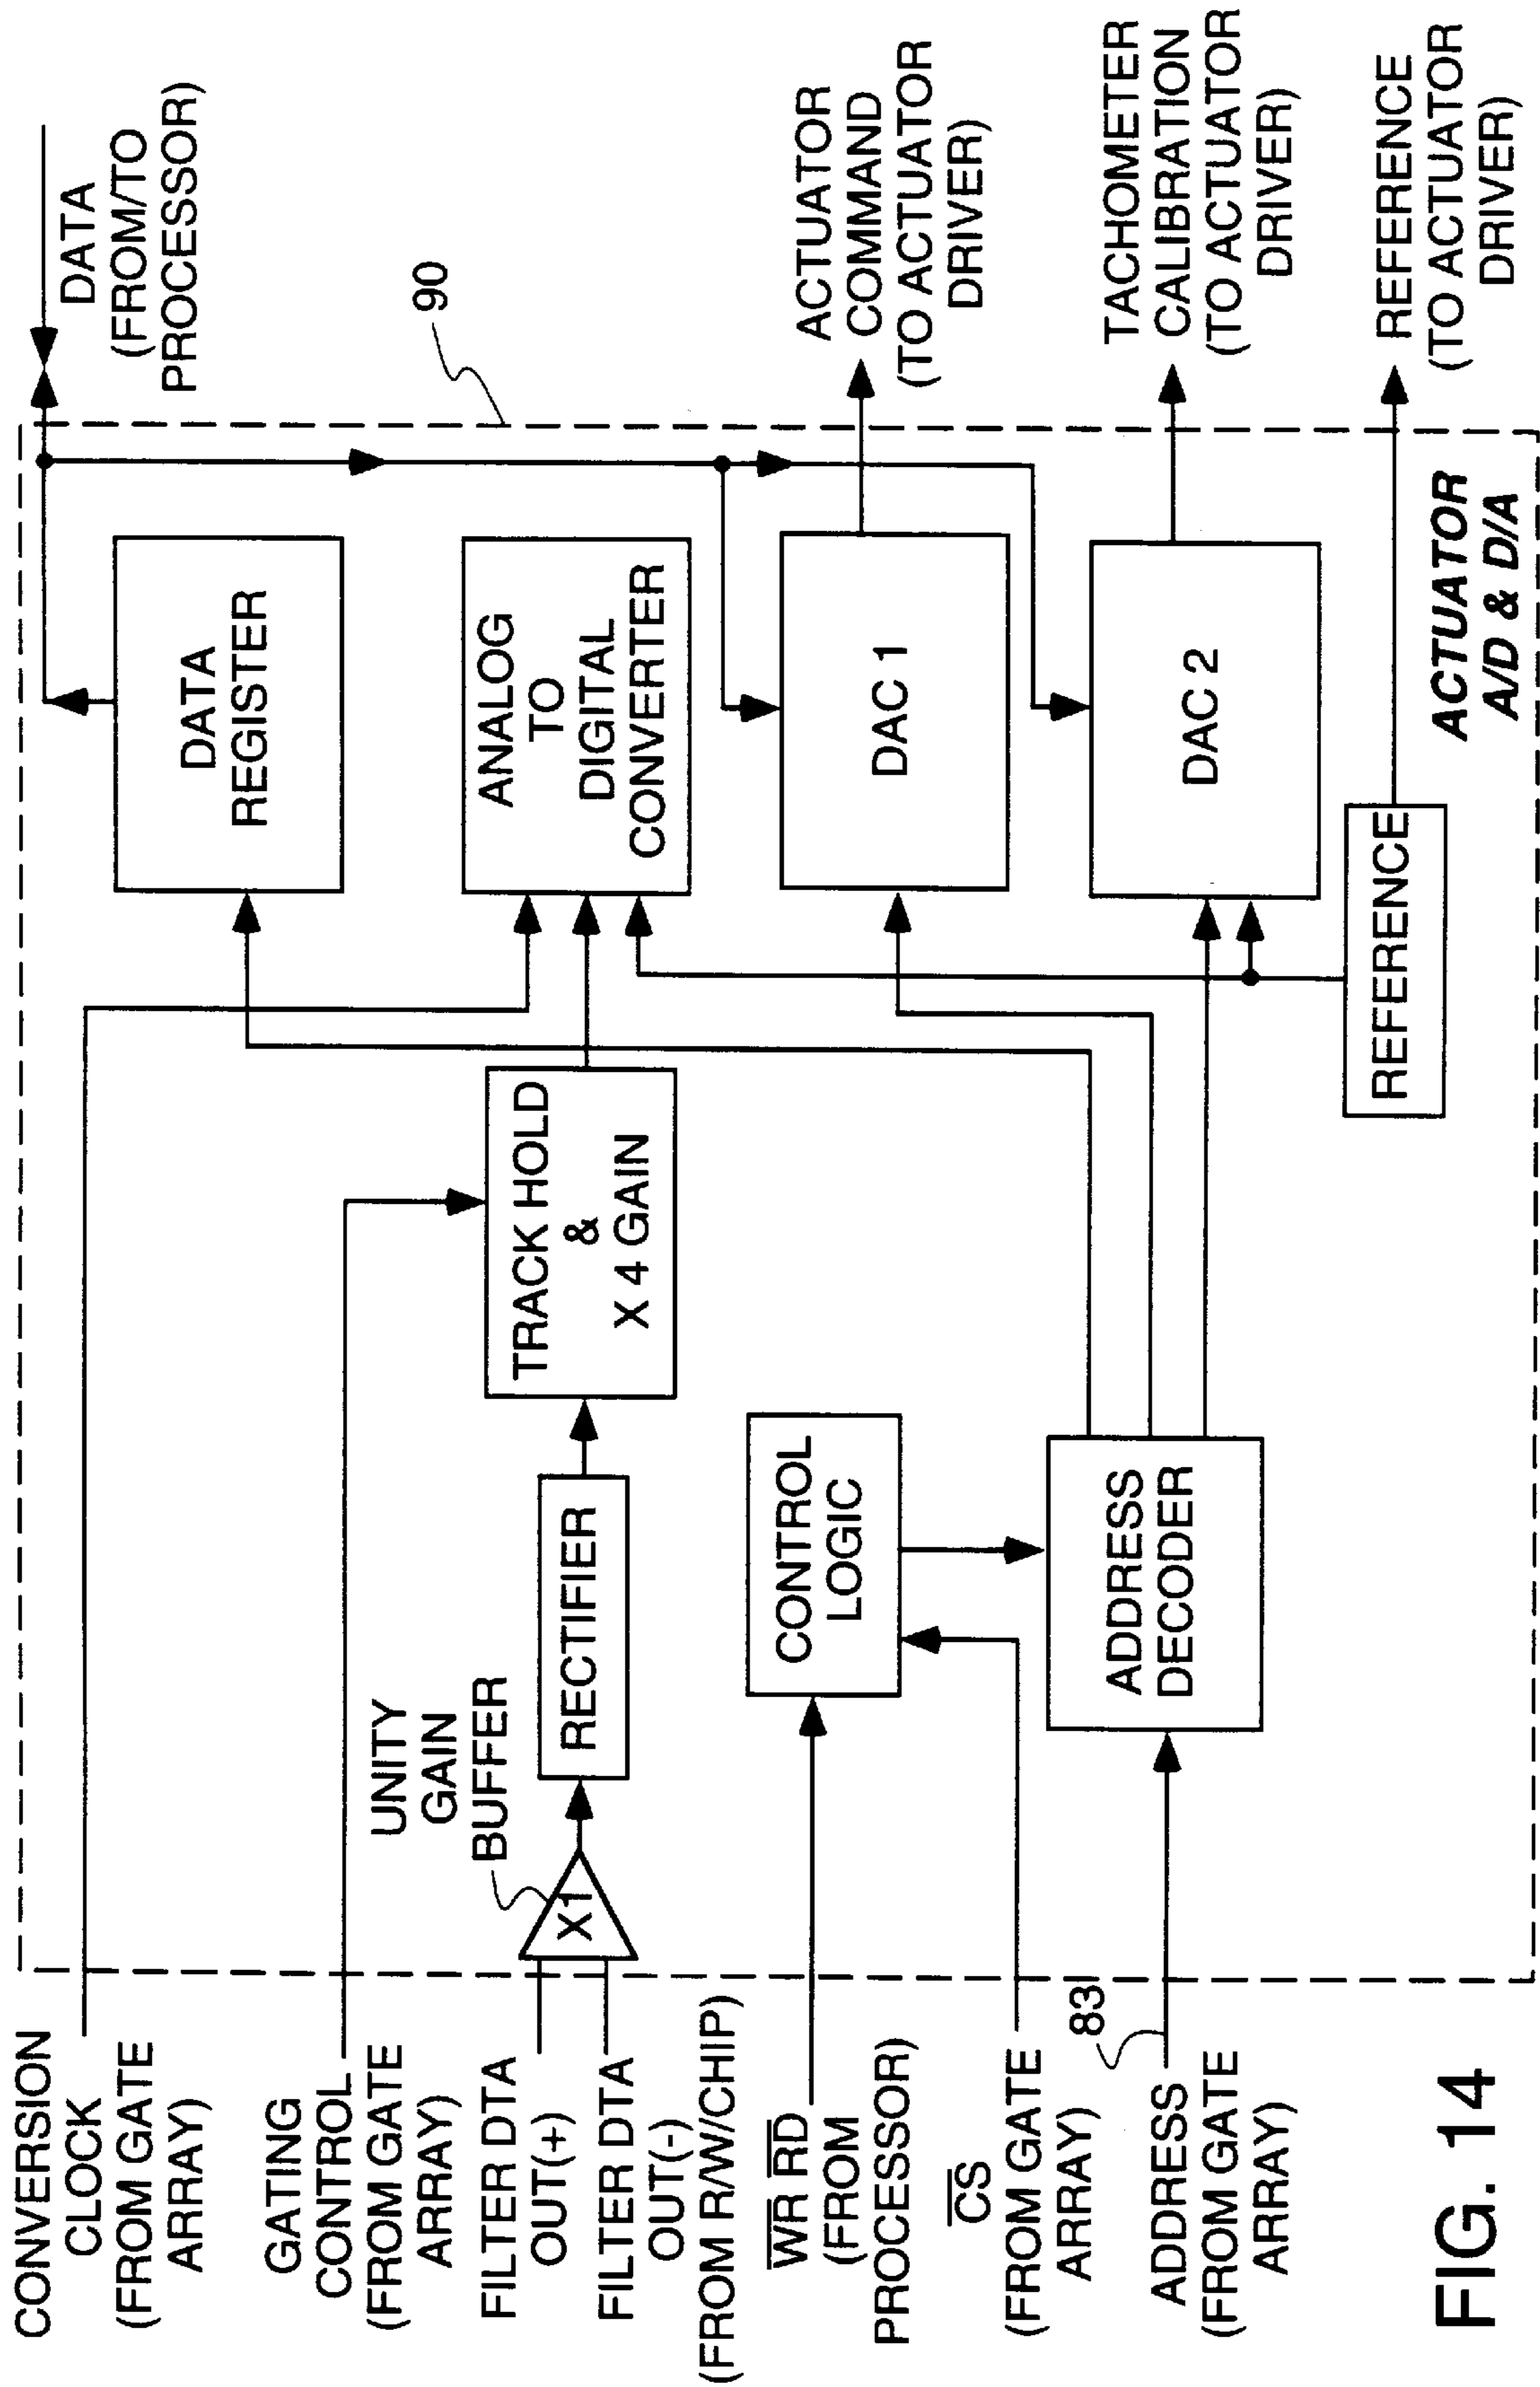 CONVERSION
CLOCK
(FROM GATE
ARRAY)
GATING
CONTROL
(FROM GATE
ARRAY)
FILTER DTA
OUT(+)
FILTER DTA
OUT(-)
(FROM R/W/CHIP)
WR RD
(FROM
PROCESSOR)
CS
(FROM GATE
ARRAY)
83
ADDRESS
(FROM GATE
ARRAY)
UNITY
GAIN
BUFFER
X1
RECTIFIER
TRACK HOLD
&
X 4 GAIN
CONTROL
LOGIC
ADDRESS
DECODER
DATA
REGISTER
ANALOG
TO
DIGITAL
CONVERTER
DAC 1
DAC 2
REFERENCE
ACTUATOR
A/D & D/A
90
DATA
(FROM/TO
PROCESSOR)
ACTUATOR
COMMAND
(TO ACTUATOR
DRIVER)
TACHOMETER
CALIBRATION
(TO ACTUATOR
DRIVER)
REFERENCE
(TO ACTUATOR
DRIVER)
FIG. 14